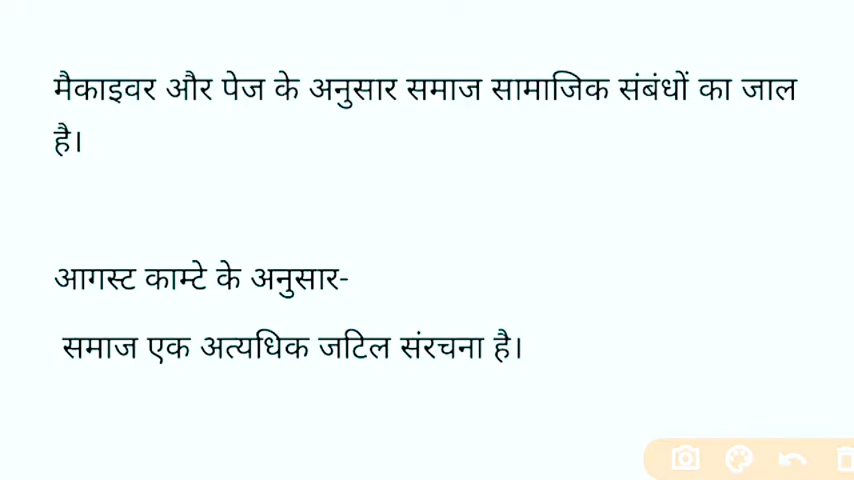 मैकाइवर और पेज के अनुसार समाज सामाजिक संबंधों का जाल
है।
आगस्ट काम्टे के अनुसार-
समाज एक अत्यधिक जटिल संरचना है।